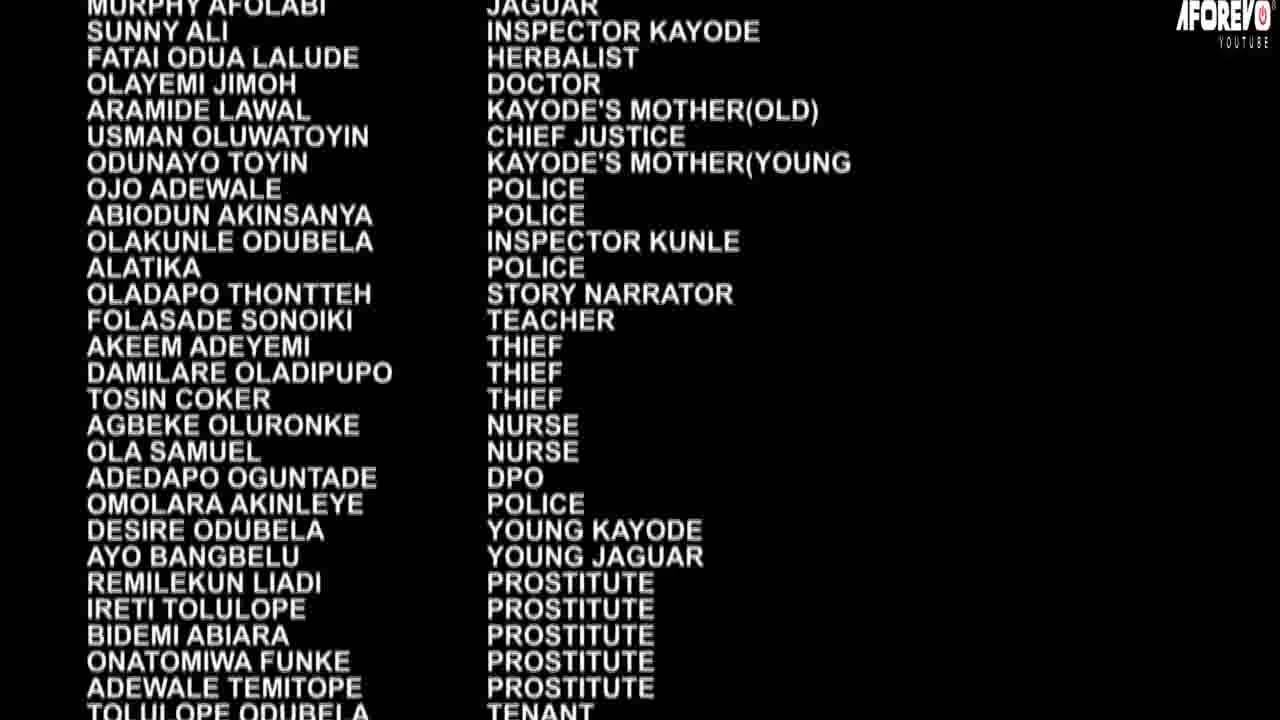 MURPHY AFOLABI JAGUAR
SUNNY ALI INSPECTOR KAYODE
FATAI ODUA LALUDE HERBALIST
OLAYEMI JIMOH DOCTOR
ARAMIDE LAWAL KAYODE'S MOTHER(OLD)
USMAN OLUWATOYIN CHIEF JUSTICE
ODUNAYO TOYIN KAYODE'S MOTHER(YOUNG
OJO ADEWALE POLICE
ABIODUN AKINSANYA POLICE
OLAKUNLE ODUBELA INSPECTOR KUNLE
ALATIKA POLICE
OLADAPO THONTTEH STORY NARRATOR
FOLASADE SONOIKI TEACHER
AKEEM ADEYEMI THIEF
DAMILARE OLADIPUPO THIEF
TOSIN COKER THIEF
AGBEKE OLURONKE NURSE
OLA SAMUEL NURSE
ADEDAPO OGUNTADE DPO
OMOLARA AKINLEYE POLICE
DESIRE ODUBELA YOUNG KAYODE
AYO BANGBELU YOUNG JAGUAR
REMILEKUN LIADI PROSTITUTE
IRETI TOLULOPE PROSTITUTE
BIDEMI ABIARA PROSTITUTE
ONATOMIWA FUNKE PROSTITUTE
ADEWALE TEMITOPE PROSTITUTE
TOLULOPE ODUBELA TENANT
AFOREVO
YOUTUBE